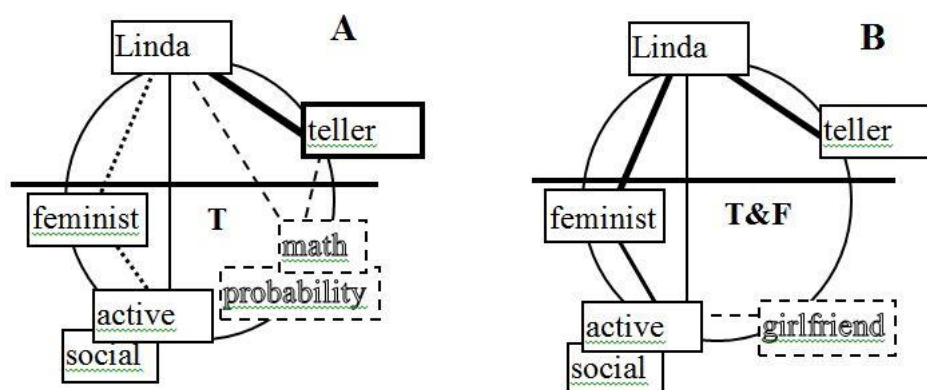 A
Linda
teller
feminist
T
math
probability
active
social
B
Linda
teller
feminist
T&F
active
girlfriend
social